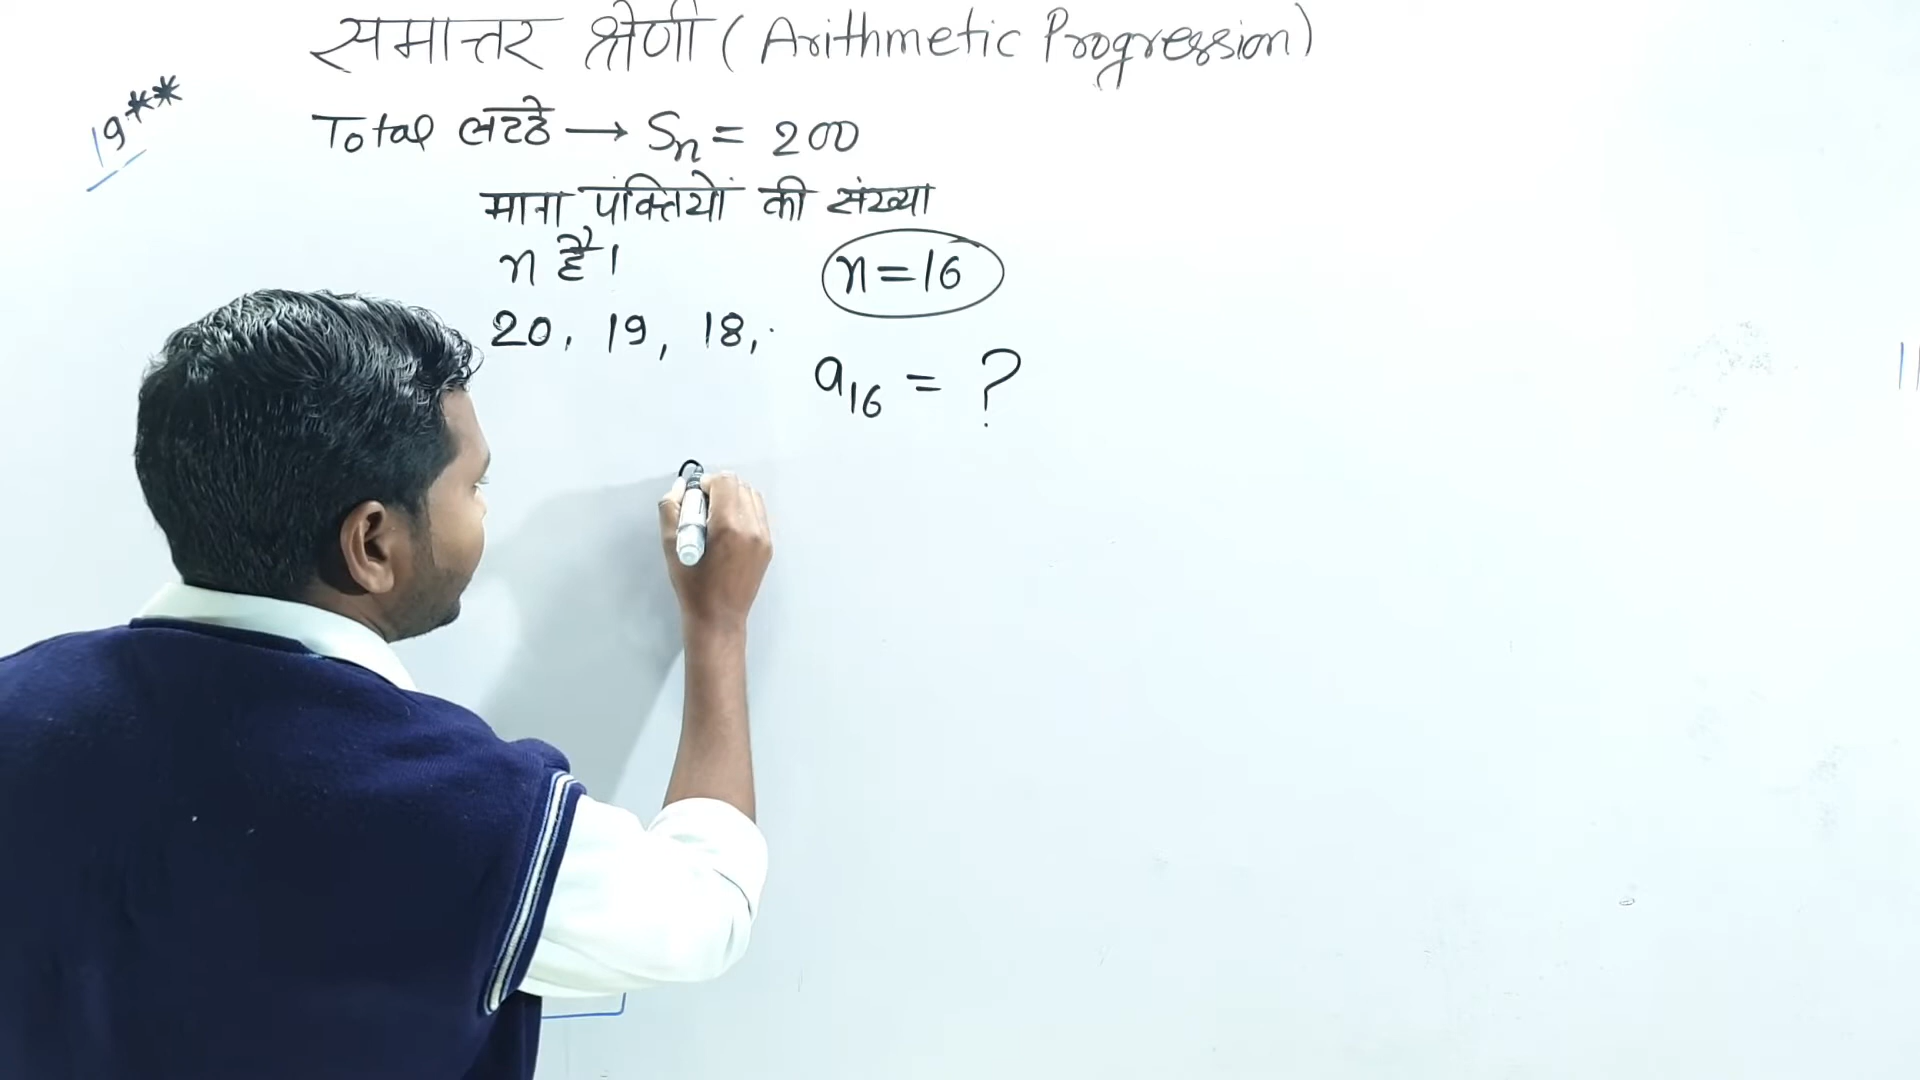 समान्तर श्रेणी (Arithmetic Progression)
19**
Total लट्ठे → Sn = 200
माना पंक्तियों की संख्या
n है।
n=16
20, 19, 18,.
a16 = ?